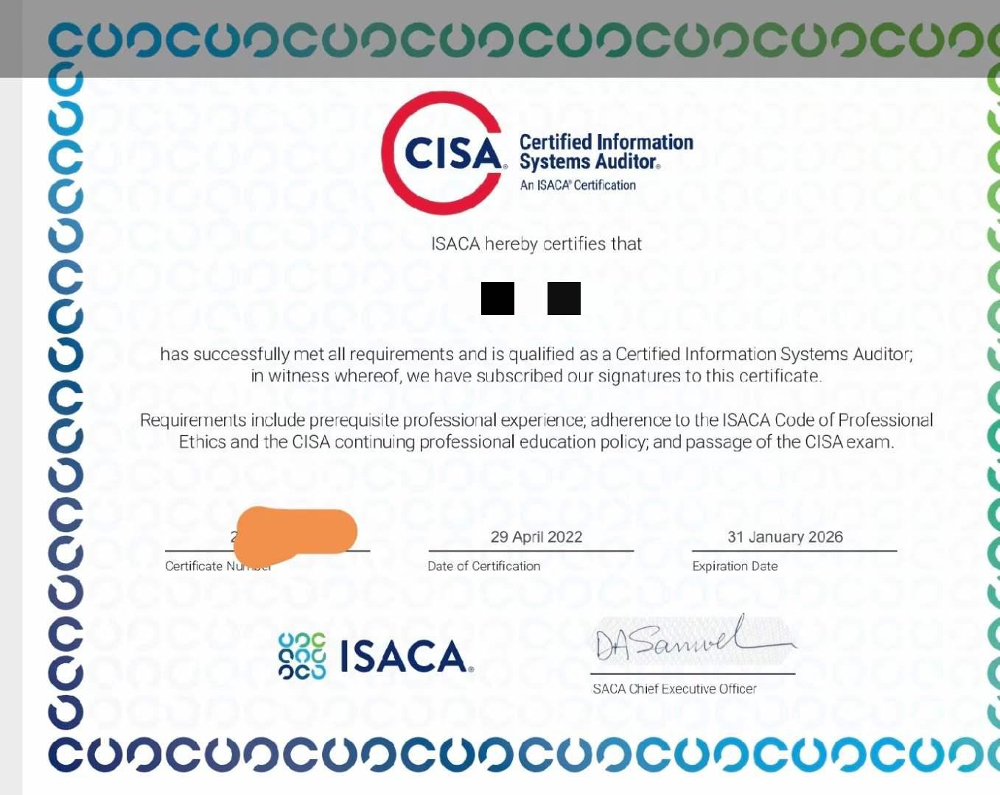 CISA®
Certified Information
Systems Auditor®
An ISACA® Certification
ISACA hereby certifies that
has successfully met all requirements and is qualified as a Certified Information Systems Auditor;
in witness whereof, we have subscribed our signatures to this certificate.
Requirements include prerequisite professional experience; adherence to the ISACA Code of Professional
Ethics and the CISA continuing professional education policy; and passage of the CISA exam.
29 April 2022
31 January 2026
Certificate Number
Date of Certification
Expiration Date
ISACA®
DASamuel
SACA Chief Executive Officer